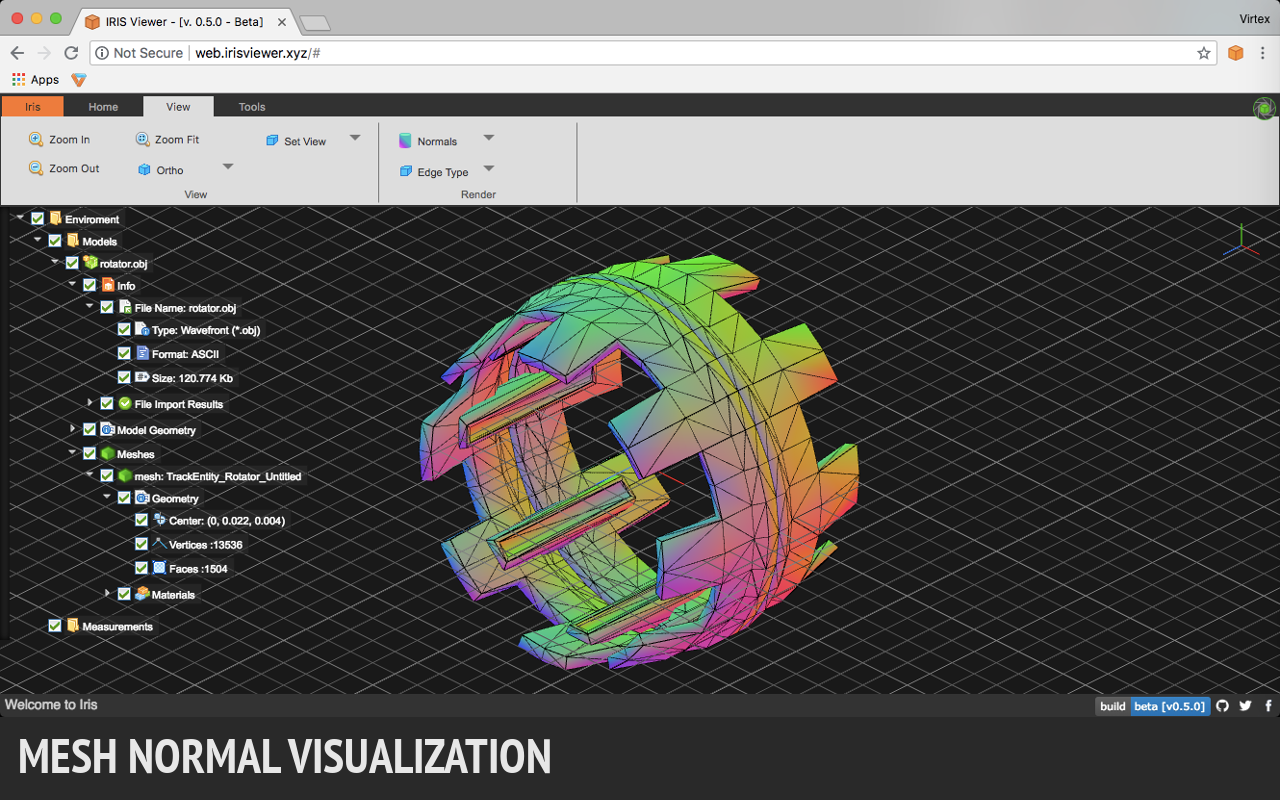 IRIS Viewer - [v. 0.5.0 - Beta]
Virtex
Not Secure web.irisviewer.xyz/#
Apps
Iris Home View Tools
Zoom In Zoom Fit Set View Normals
Zoom Out Ortho Edge Type
View Render
Enviroment
Models
rotator.obj
Info
File Name: rotator.obj
Type: Wavefront (*.obj)
Format: ASCII
Size: 120.774 Kb
File Import Results
Model Geometry
Meshes
mesh: TrackEntity_Rotator_Untitled
Geometry
Center: (0, 0.022, 0.004)
Vertices :13536
Faces :1504
Materials
Measurements
Welcome to Iris
build beta [v0.5.0]
MESH NORMAL VISUALIZATION